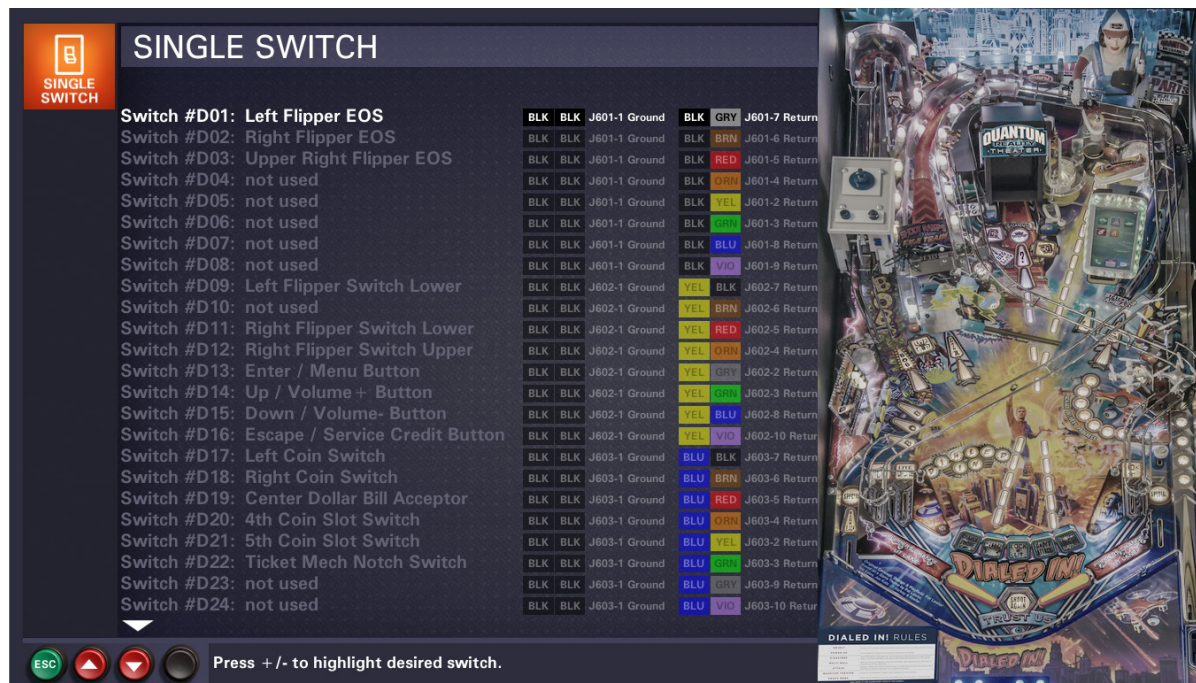 SINGLE SWITCH
SINGLE
SWITCH
Switch #D01: Left Flipper EOS BLK BLK J601-1 Ground BLK GRY J601-7 Return
Switch #D02: Right Flipper EOS BLK BLK J601-1 Ground BLK BRN J601-6 Return
Switch #D03: Upper Right Flipper EOS BLK BLK J601-1 Ground BLK RED J601-5 Return
Switch #D04: not used BLK BLK J601-1 Ground BLK ORN J601-4 Return
Switch #D05: not used BLK BLK J601-1 Ground BLK YEL J601-2 Return
Switch #D06: not used BLK BLK J601-1 Ground BLK GRN J601-3 Return
Switch #D07: not used BLK BLK J601-1 Ground BLK BLU J601-8 Return
Switch #D08: not used BLK BLK J601-1 Ground BLK VIO J601-9 Return
Switch #D09: Left Flipper Switch Lower BLK BLK J602-1 Ground YEL BLK J602-7 Return
Switch #D10: not used BLK BLK J602-1 Ground YEL BRN J602-6 Return
Switch #D11: Right Flipper Switch Lower BLK BLK J602-1 Ground YEL RED J602-5 Return
Switch #D12: Right Flipper Switch Upper BLK BLK J602-1 Ground YEL ORN J602-4 Return
Switch #D13: Enter / Menu Button BLK BLK J602-1 Ground YEL GRY J602-2 Return
Switch #D14: Up / Volume+ Button BLK BLK J602-1 Ground YEL GRN J602-3 Return
Switch #D15: Down / Volume- Button BLK BLK J602-1 Ground YEL BLU J602-8 Return
Switch #D16: Escape / Service Credit Button BLK BLK J602-1 Ground YEL VIO J602-10 Retur
Switch #D17: Left Coin Switch BLK BLK J603-1 Ground BLU BLK J603-7 Return
Switch #D18: Right Coin Switch BLK BLK J603-1 Ground BLU BRN J603-6 Return
Switch #D19: Center Dollar Bill Acceptor BLK BLK J603-1 Ground BLU RED J603-5 Return
Switch #D20: 4th Coin Slot Switch BLK BLK J603-1 Ground BLU ORN J603-4 Return
Switch #D21: 5th Coin Slot Switch BLK BLK J603-1 Ground BLU YEL J603-2 Return
Switch #D22: Ticket Mech Notch Switch BLK BLK J603-1 Ground BLU GRN J603-3 Return
Switch #D23: not used BLK BLK J603-1 Ground BLU GRY J603-9 Return
Switch #D24: not used BLK BLK J603-1 Ground BLU VIO J603-10 Retur
ESC Press +/- to highlight desired switch.
PARTS
QUANTUM
THEATER
DIALED IN!
SHOOT
AGAIN
TRUST US
DIALED IN! RULES
DIALED IN!